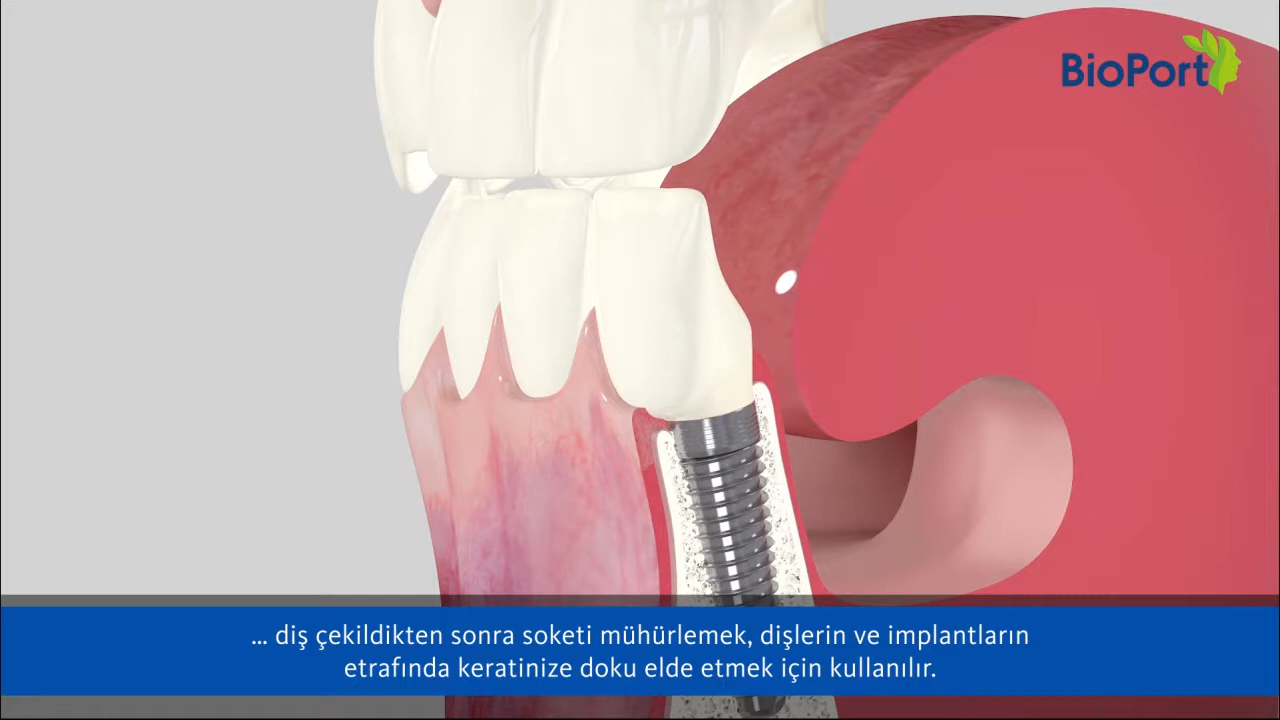 BioPort
... diş çekildikten sonra soketi mühürlemek, dişlerin ve implantların
etrafında keratinize doku elde etmek için kullanılır.